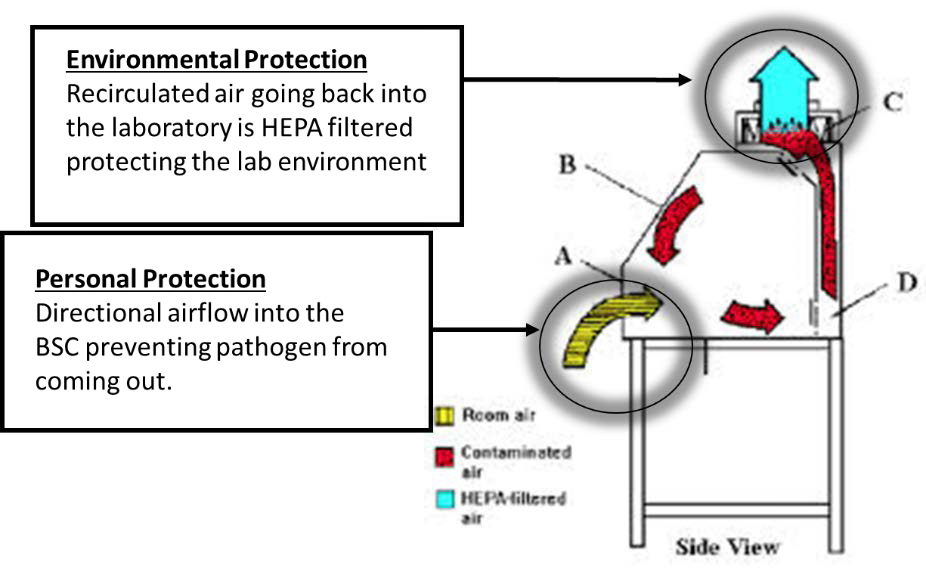 Environmental Protection
Recirculated air going back into
the laboratory is HEPA filtered
protecting the lab environment
C
B
A
Personal Protection
Directional airflow into the
BSC preventing pathogen from
coming out.
D
Room air
Contaminated
air
HEPA-filtered
air
Side View